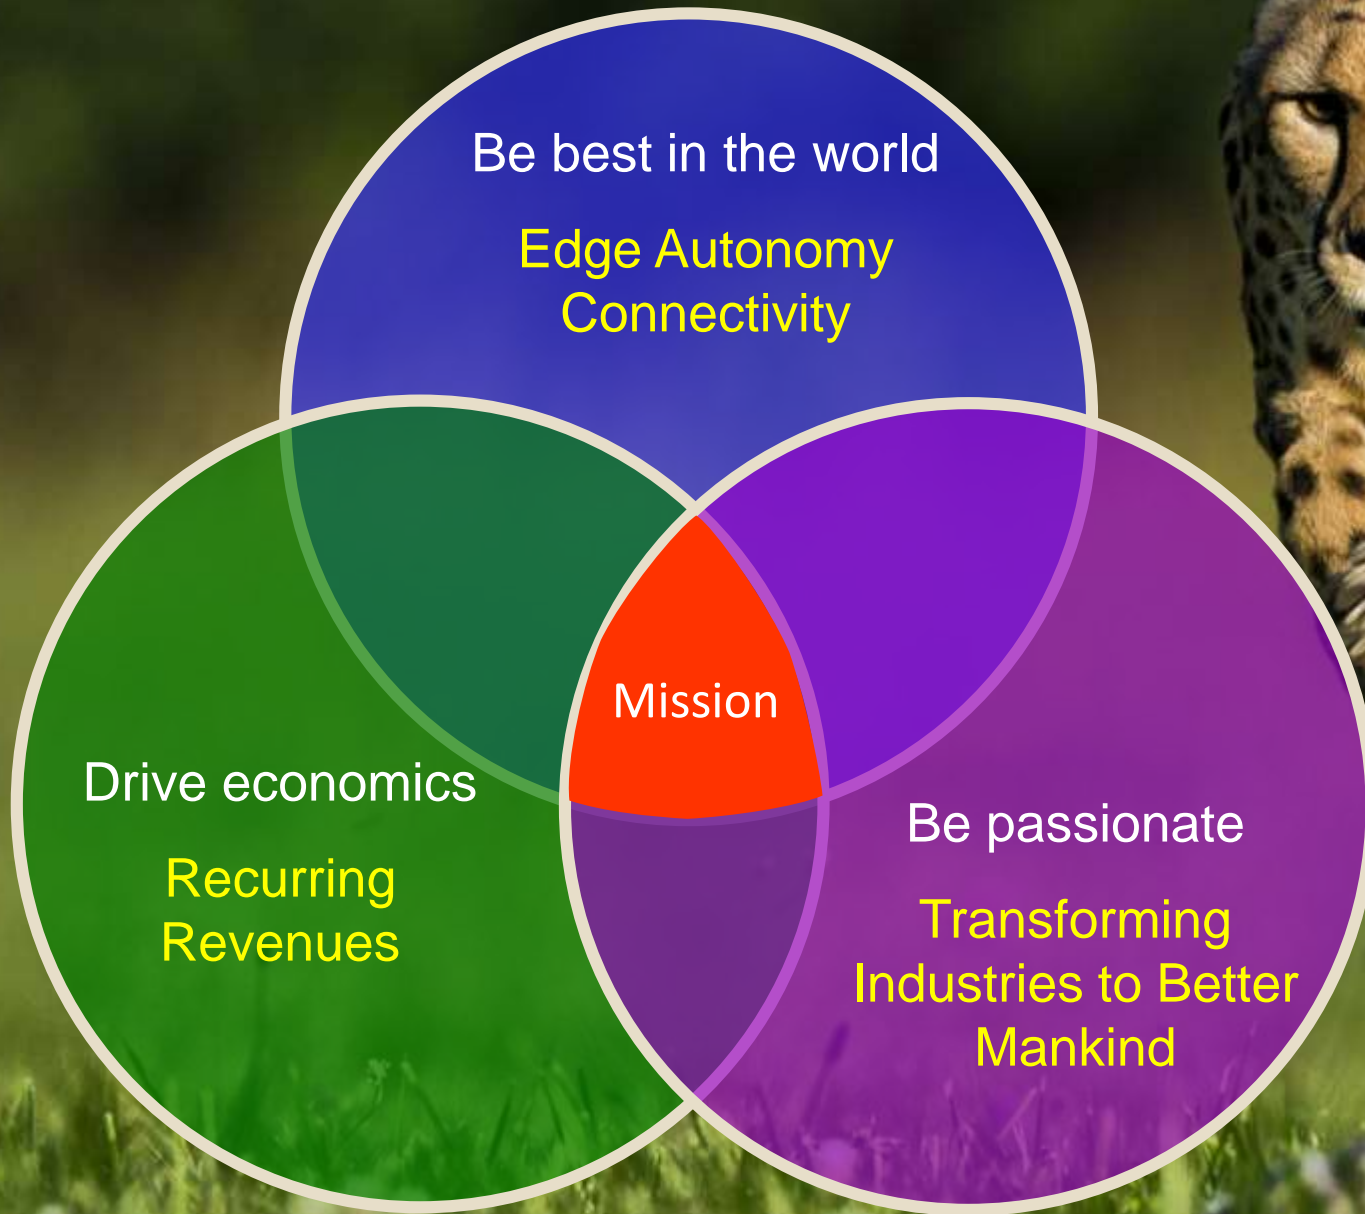 Be best in the world
Edge Autonomy
Connectivity
Mission
Drive economics
Recurring
Revenues
Be passionate
Transforming
Industries to Better
Mankind